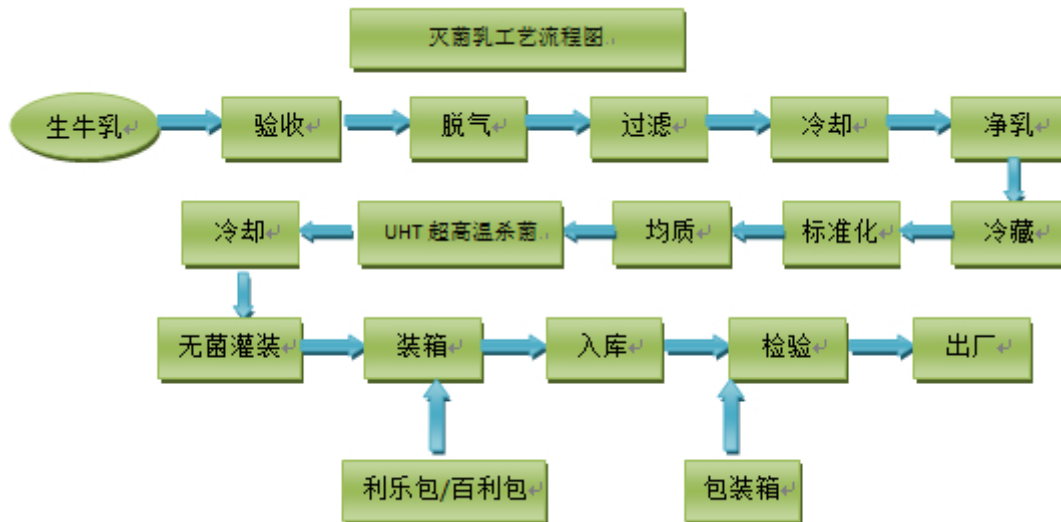 灭菌乳工艺流程图
生牛乳
验收
脱气
过滤
冷却
净乳
冷藏
标准化
均质
UHT 超高温杀菌
冷却
无菌灌装
装箱
入库
检验
出厂
利乐包/百利包
包装箱